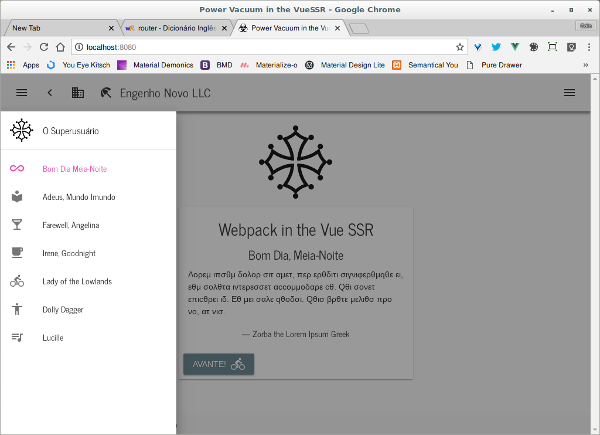 Power Vacuum in the VueSSR - Google Chrome
New Tab
router - Dicionário Inglês
Power Vacuum in the Vu
localhost:8080
Apps
You Eye Kitsch
Material Demonics
BMD
Materialize-o
Material Design Lite
Semantical You
Pure Drawer
»
Engenho Novo LLC
O Superusuário
Bom Dia Meia-Noite
Adeus, Mundo Imundo
Farewell, Angelina
Irene, Goodnight
Lady of the Lowlands
Dolly Dagger
Lucille
Webpack in the Vue SSR
Bom Dia, Meia-Noite
Λορεμ ιπσθμ δολορ σιτ αμετ, περ ερθδιτι σιγνιφερθμqθε ει,
εθμ σολθτα ιντερεσσετ αccομμοδαρε cθ. Qθι σονετ
επιcθρει ιδ. Εθ μει σαλε qθοδσι. Qθιο βρθτε μελιθσ προ
νο, ατ νισ.
— Zorba the Lorem Ipsum Greek
AVANTE!